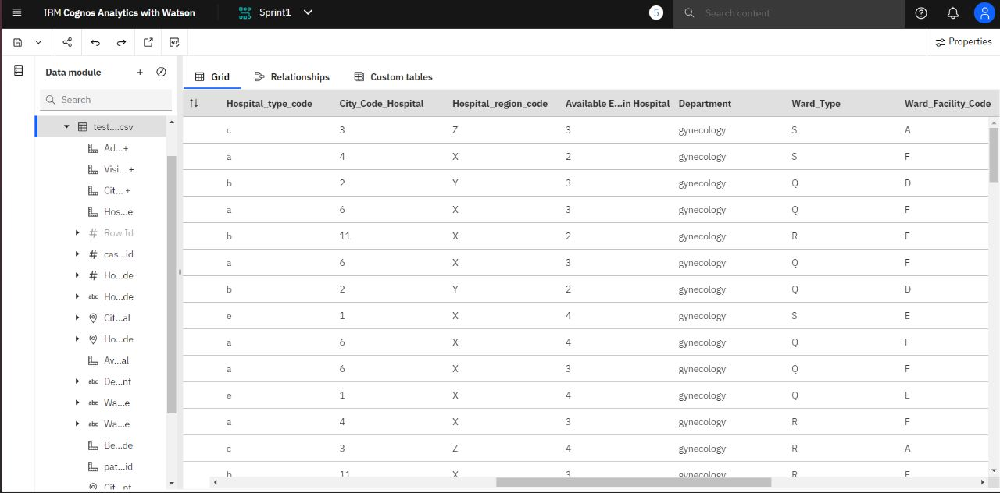 IBM Cognos Analytics with Watson
Sprint1
5
Search content
Properties
Data module
Search
test....csv
Ad...+
Visi... +
Cit... +
Hos...e
# Row Id
# cas...id
# Ho...de
abc Ho...de
Cit...al
Ho...de
Av...al
abc De...nt
abc Wa...e
abc Wa...e
Be...de
pat...id
Cit...nt
Grid Relationships Custom tables
Hospital_type_code City_Code_Hospital Hospital_region_code Available E...in Hospital Department Ward_Type Ward_Facility_Code
c 3 Z 3 gynecology S A
a 4 X 2 gynecology S F
b 2 Y 3 gynecology Q D
a 6 X 3 gynecology Q F
b 11 X 2 gynecology R F
a 6 X 3 gynecology Q F
b 2 Y 2 gynecology Q D
e 1 X 4 gynecology S E
a 6 X 4 gynecology Q F
a 6 X 3 gynecology Q F
e 1 X 4 gynecology Q E
a 4 X 3 gynecology R F
c 3 Z 4 gynecology R A
b 11 X 3 gynecology R F